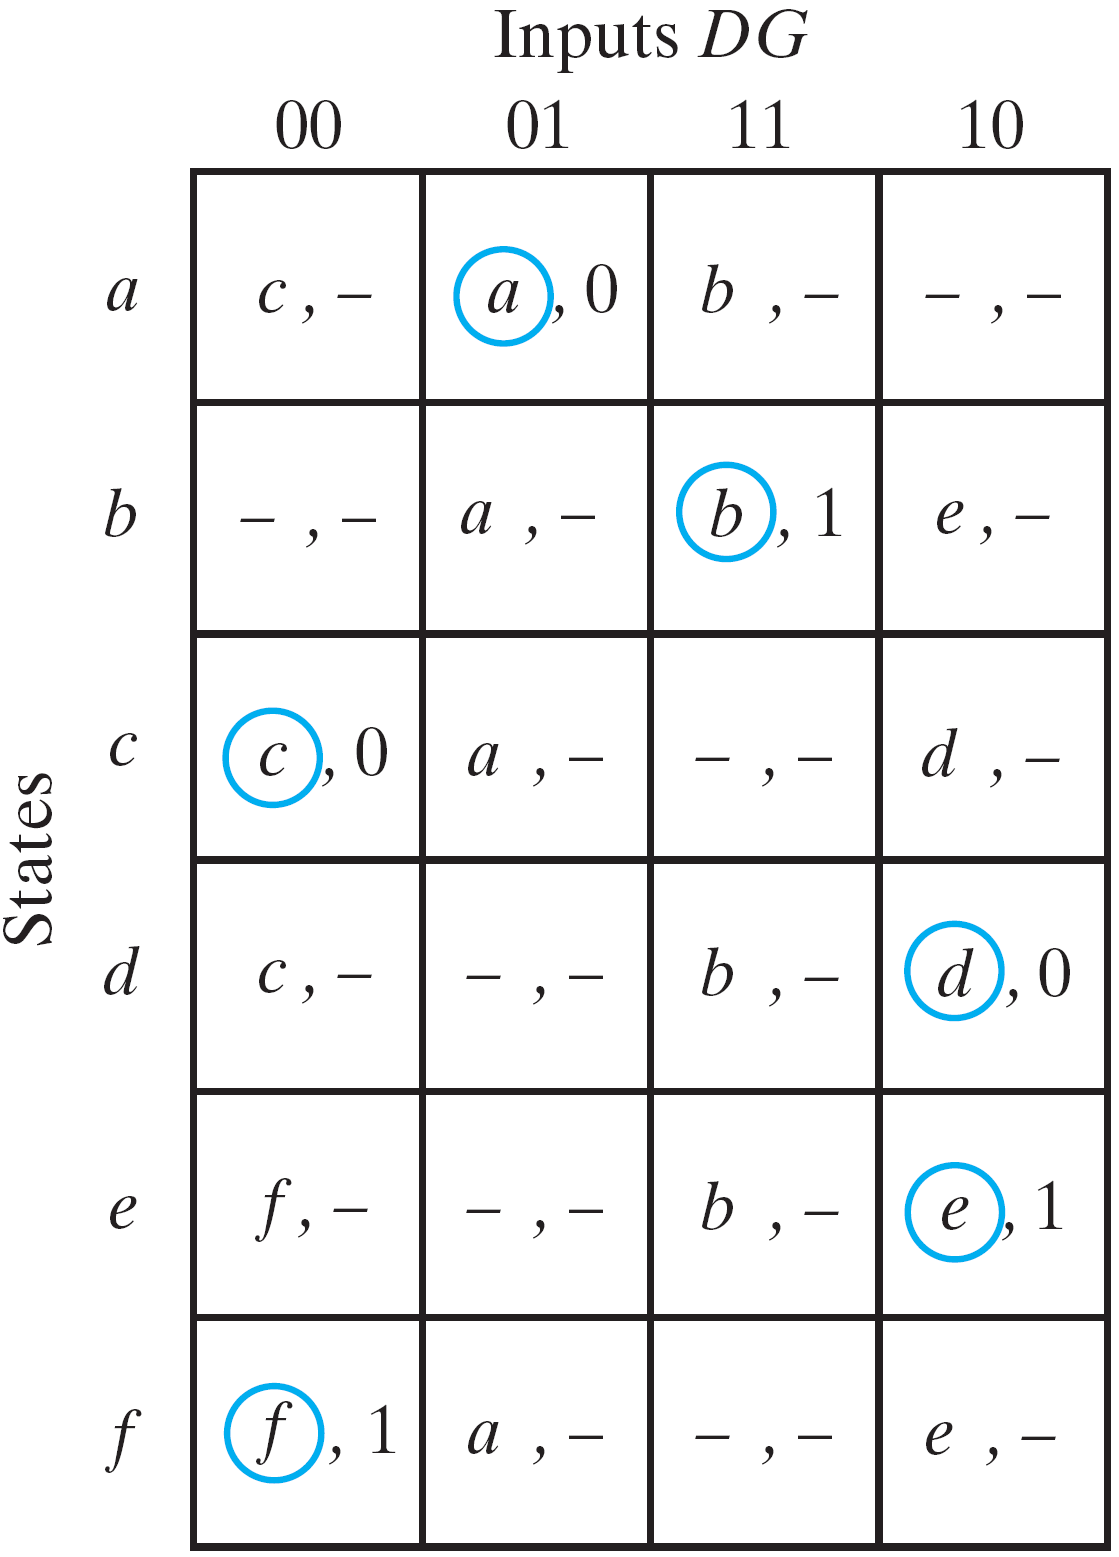 Inputs DG
00 01 11 10
a c , – a , 0 b , – – , –
b – , – a , – b , 1 e , –
States
c c , 0 a , – – , – d , –
d c , – – , – b , – d , 0
e f , – – , – b , – e , 1
f f , 1 a , – – , – e , –